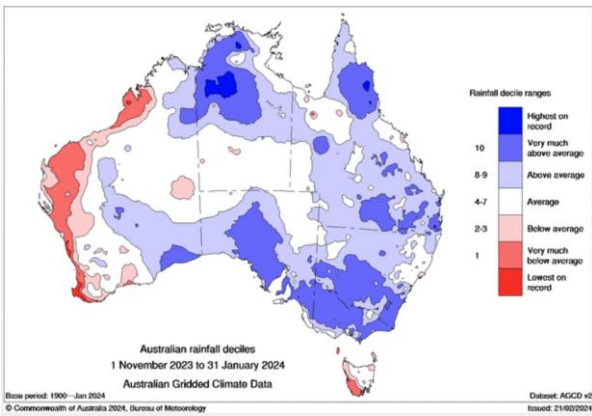 Rainfall decile ranges
Highest on
record
10
Very much
above average
8-9
Above average
4-7
Average
2-3
Below average
1
Very much
below average
Lowest on
record
Australian rainfall deciles
1 November 2023 to 31 January 2024
Australian Gridded Climate Data
Base period: 1900—Jan 2024
Dataset: AGCD v2
© Commonwealth of Australia 2024, Bureau of Meteorology
Issued: 21/02/2024